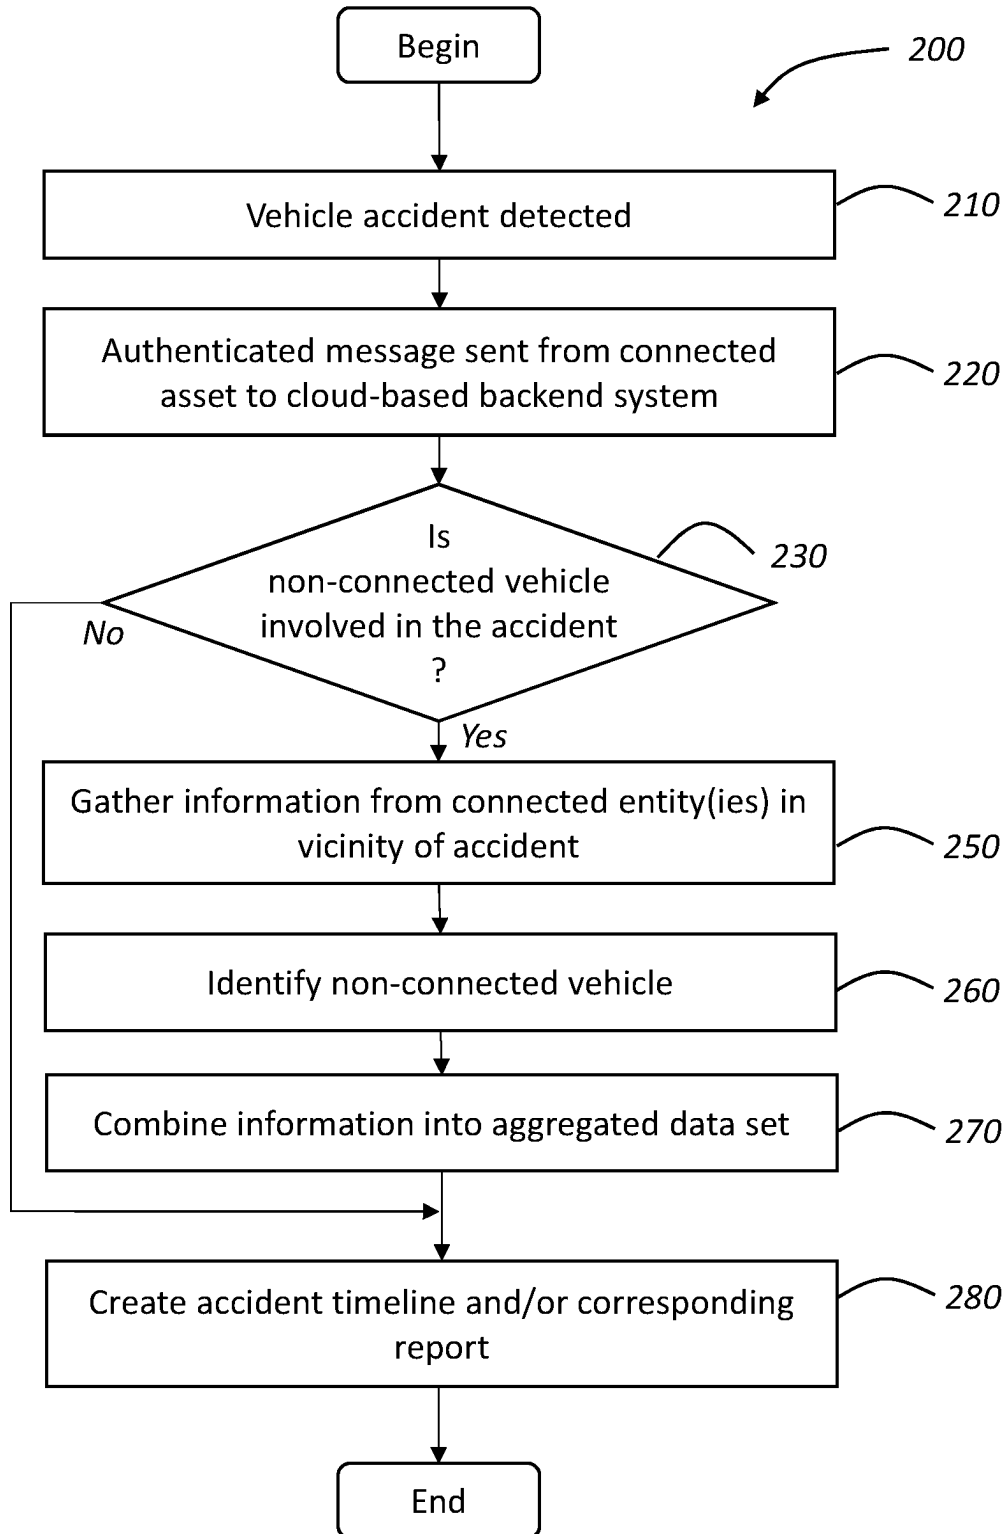 Begin
200
Vehicle accident detected
210
Authenticated message sent from connected
asset to cloud-based backend system
220
Is
non-connected vehicle
involved in the accident
?
230
No
Yes
Gather information from connected entity(ies) in
vicinity of accident
250
Identify non-connected vehicle
260
Combine information into aggregated data set
270
Create accident timeline and/or corresponding
report
280
End